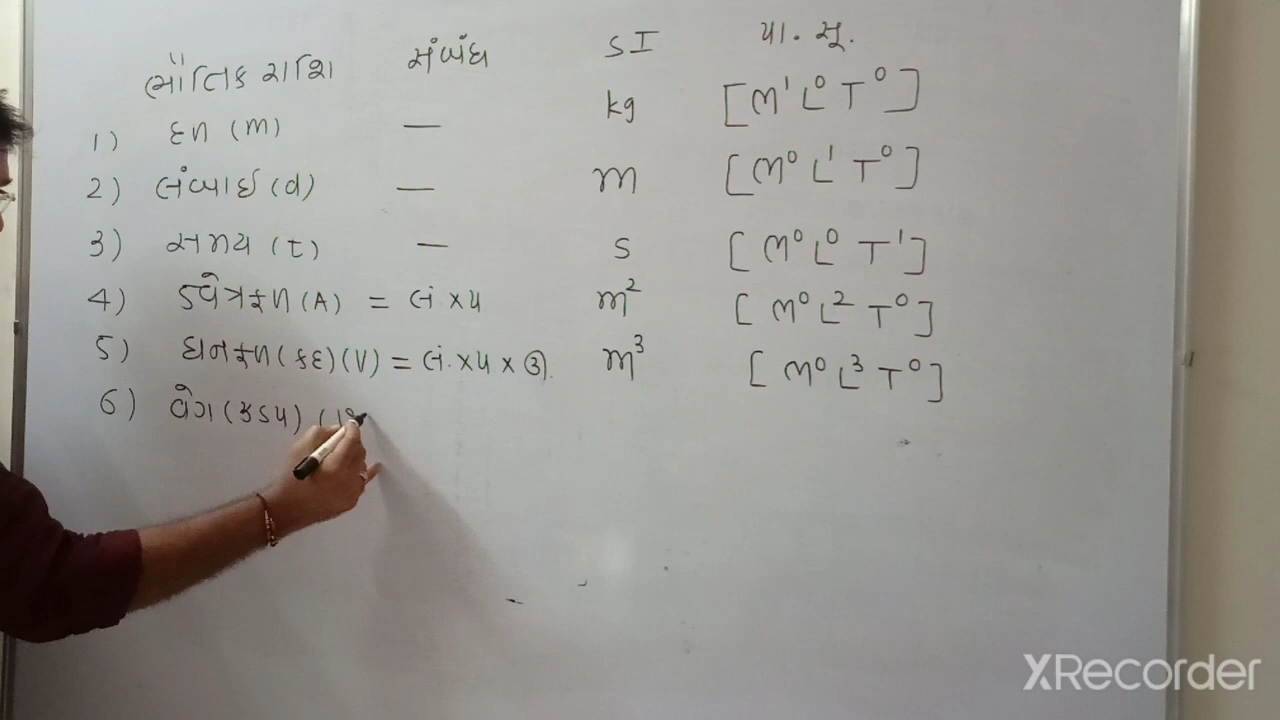 ભૌતિક રાશિ સંબંધ SI પા. સૂ.
1) દળ (m) — kg [M¹L⁰T⁰]
2) લંબાઈ (d) — m [M⁰L¹T⁰]
3) સમય (t) — s [M⁰L⁰T¹]
4) ક્ષેત્રફળ (A) = લં × પ m² [M⁰L²T⁰]
5) ઘનફળ (કદ) (V) = લં. × પ × ઊં. m³ [M⁰L³T⁰]
6) વેગ (ઝડપ) (
XRecorder